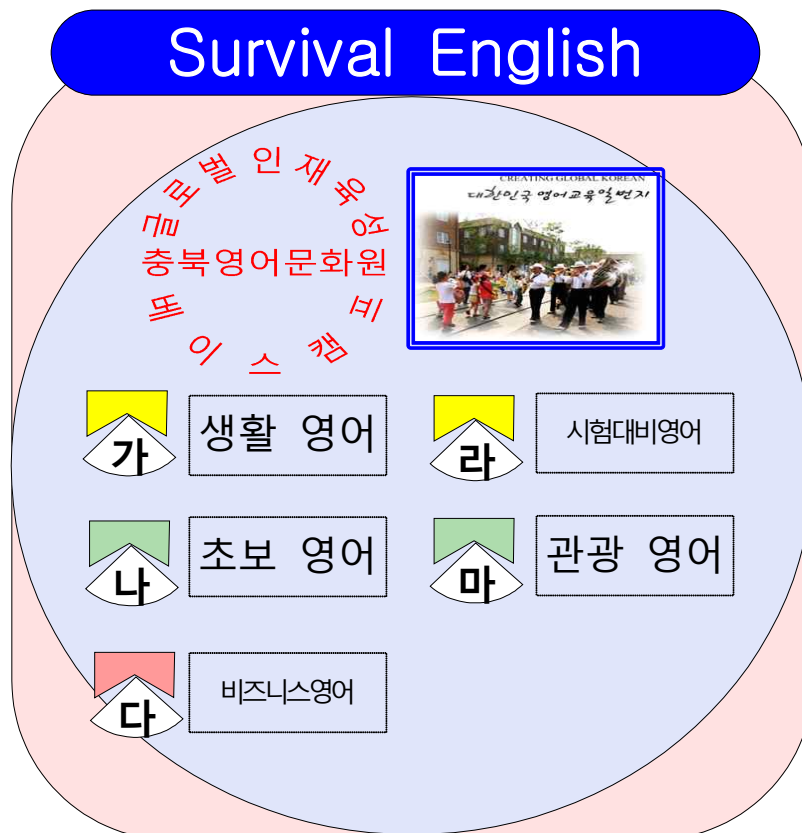 Survival English
글로벨 인재육성
충북영어문화원
베이스캠프
CREATING GLOBAL KOREAN
대한민국 영어교육일번지
가 생활 영어
나 초보 영어
다 비즈니스영어
라 시험대비영어
마 관광 영어